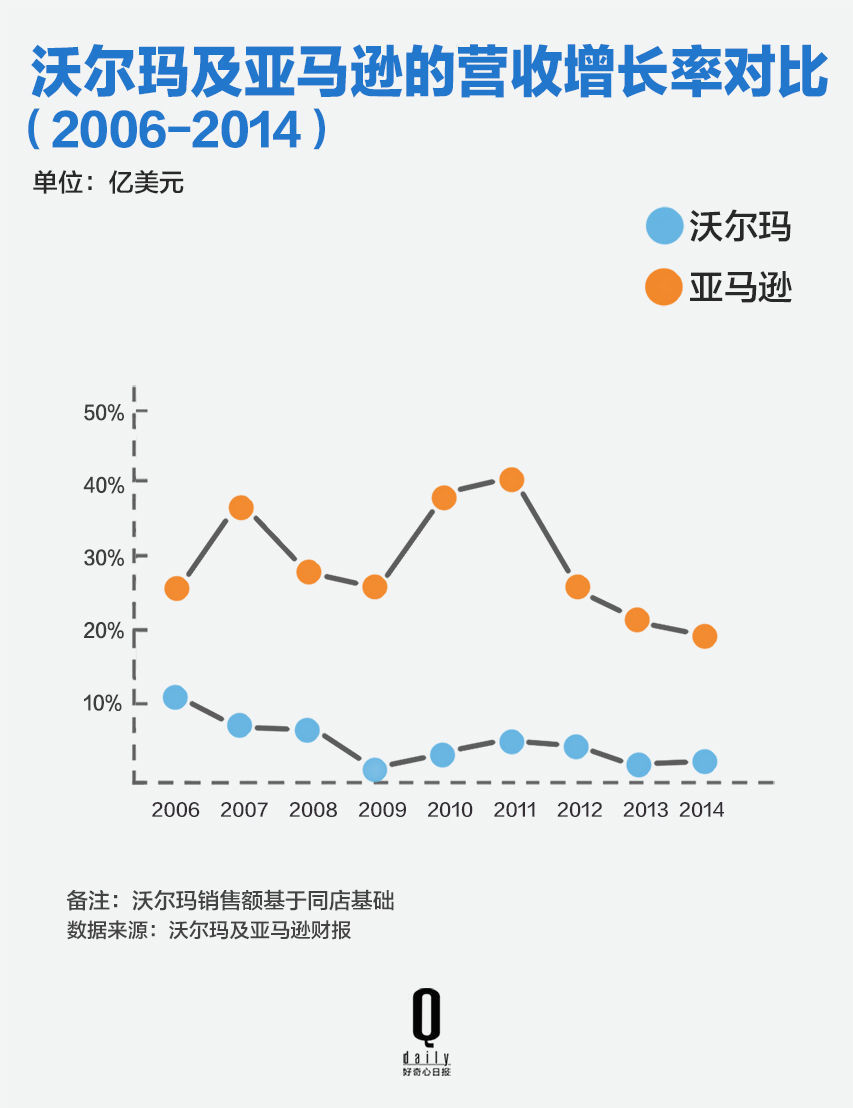 沃尔玛及亚马逊的营收增长率对比
（2006-2014）
单位：亿美元
沃尔玛
亚马逊
50%
40%
30%
20%
10%
2006 2007 2008 2009 2010 2011 2012 2013 2014
备注：沃尔玛销售额基于同店基础
数据来源：沃尔玛及亚马逊财报
Q
daily
好奇心日报